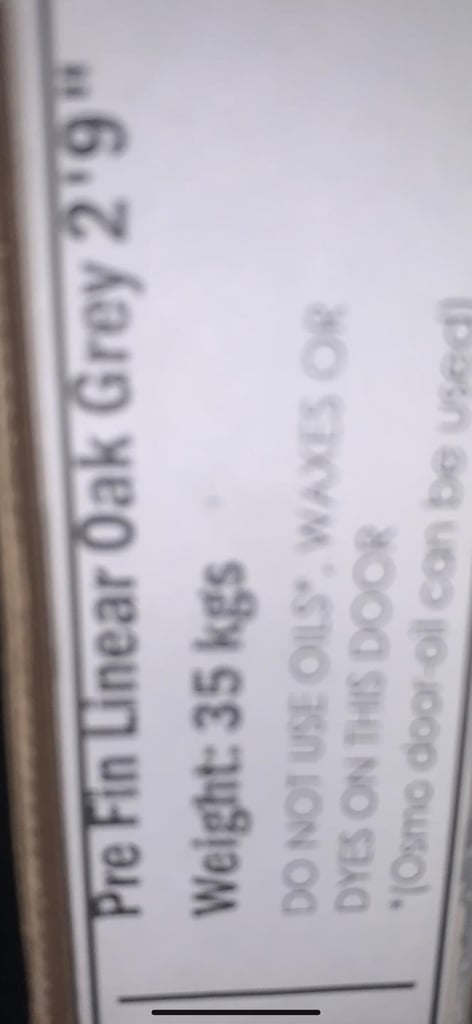 Pre Fin Linear Oak Grey 2'9"
Weight: 35 kgs
DO NOT USE OILS*, WAXES OR
DYES ON THIS DOOR
*(Osmo door-oil can be used)